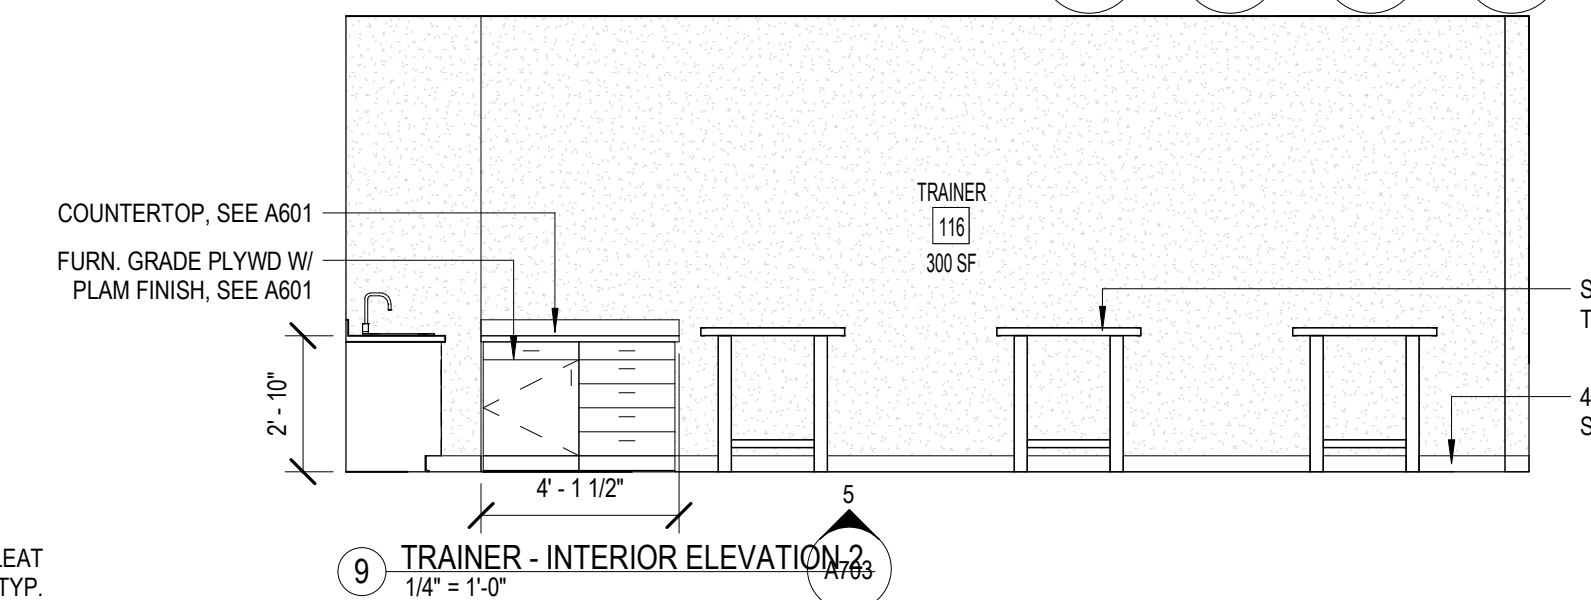 TRAINER
116
300 SF
COUNTERTOP, SEE A601
FURN. GRADE PLYWD W/
PLAM FINISH, SEE A601
S
T
4
S
2' - 10"
4' - 1 1/2"
5
A703
9
TRAINER - INTERIOR ELEVATION 2
1/4" = 1'-0"
LEAT
TYP.